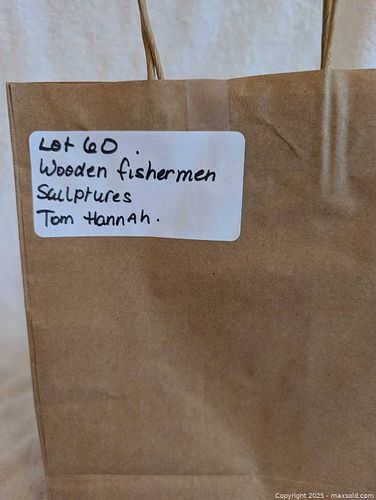 Lot 60.
Wooden fishermen
Sculptures
Tom Hannah.
Copyright 2025 - maxsold.com